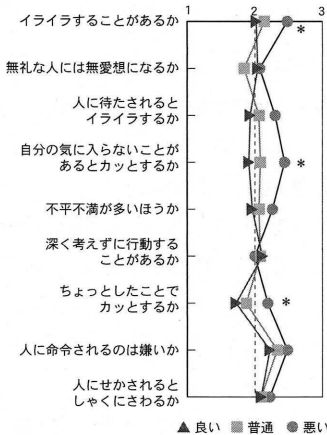 1 2 3
イライラすることがあるか
*
無礼な人には無愛想になるか
人に待たされると
イライラするか
自分の気に入らないことが
あるとカッとするか
*
不平不満が多いほうか
深く考えずに行動する
ことがあるか
ちょっとしたことで
カッとするか
*
人に命令されるのは嫌いか
人にせかされると
しゃくにさわるか
良い 普通 悪い